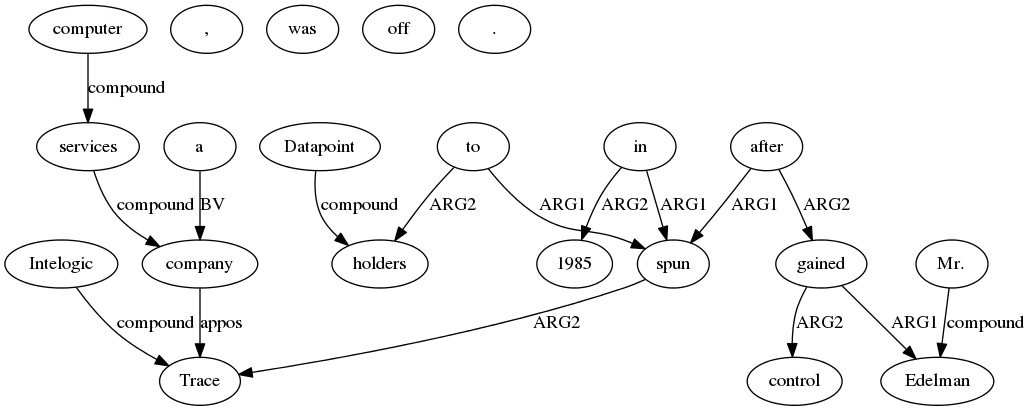 computer , was off .
compound
services a Datapoint to in after
compound BV compound ARG2 ARG1 ARG2 ARG1 ARG1 ARG2
Intelogic company holders 1985 spun gained Mr.
compound appos ARG2 ARG2 ARG1 compound
Trace control Edelman